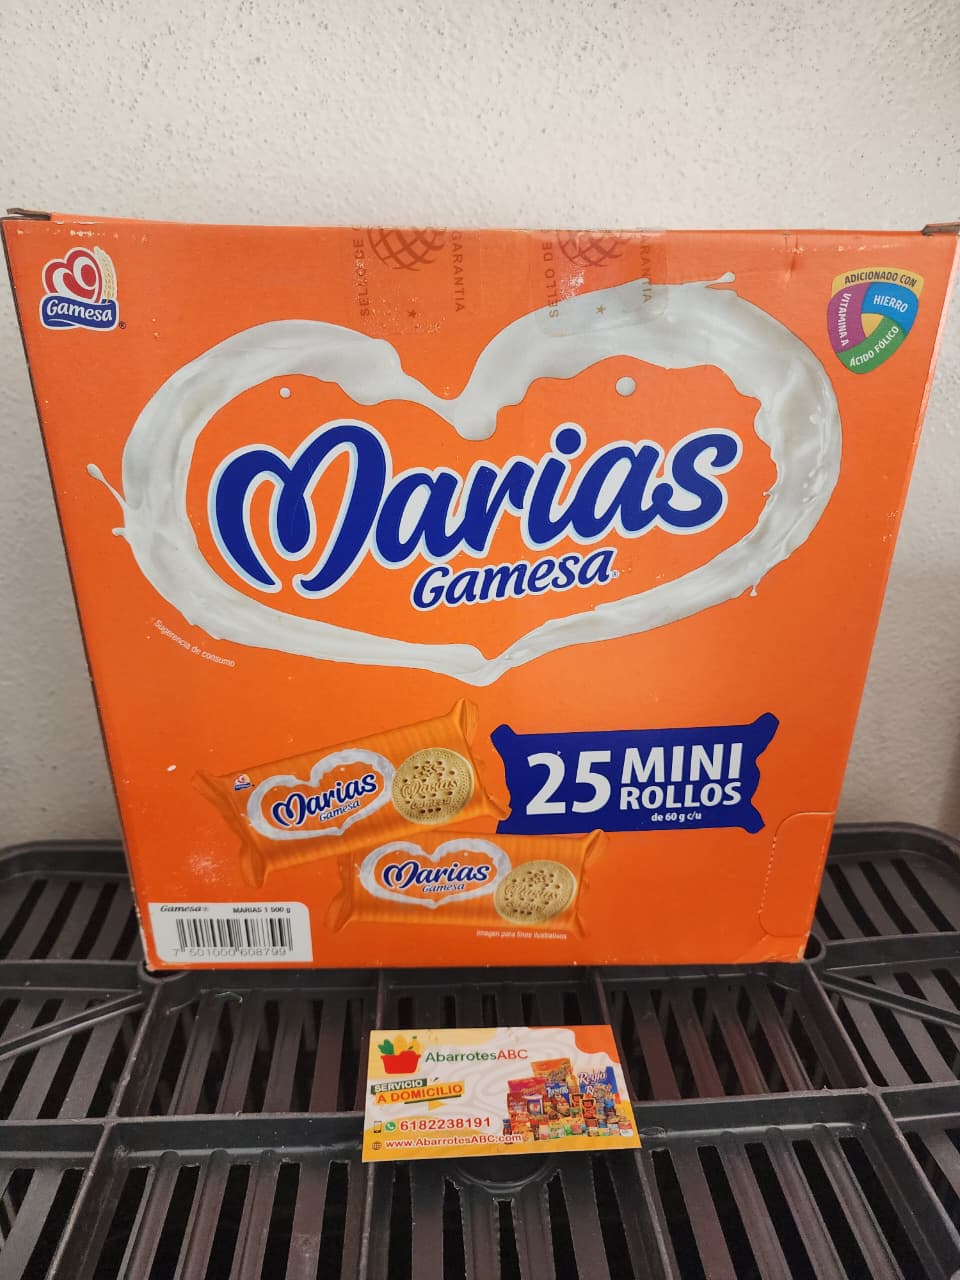 Gamesa®
SELLO DE
GARANTIA
SELLO DE
GARANTIA
ADICIONADO CON
VITAMINA A
HIERRO
ÁCIDO FÓLICO
Marias
Gamesa®
Sugerencia de consumo
Marias
Gamesa
Marias
Gamesa
25 MINI
ROLLOS
de 60 g c/u
Marias
Gamesa
Imagen para fines ilustrativos
Gamesa® MARIAS 1 500 g
7 501000 608799
AbarrotesABC
SERVICIO
A DOMICILIO
6182238191
www.AbarrotesABC.com